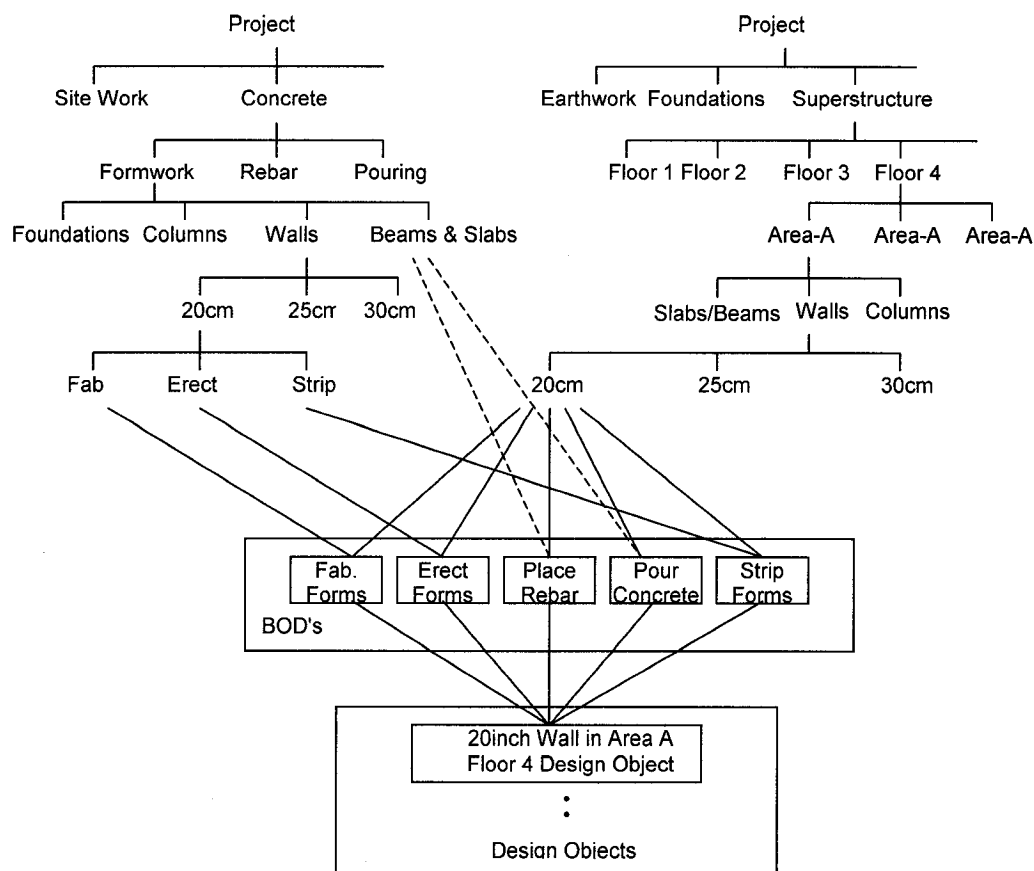 Project
Site Work Concrete
Formwork Rebar Pouring
Foundations Columns Walls Beams & Slabs
20cm 25cm 30cm
Fab Erect Strip
Project
Earthwork Foundations Superstructure
Floor 1 Floor 2 Floor 3 Floor 4
Area-A Area-A Area-A
Slabs/Beams Walls Columns
20cm 25cm 30cm
Fab.
Forms
Erect
Forms
Place
Rebar
Pour
Concrete
Strip
Forms
BOD's
20inch Wall in Area A
Floor 4 Design Object
Design Objects